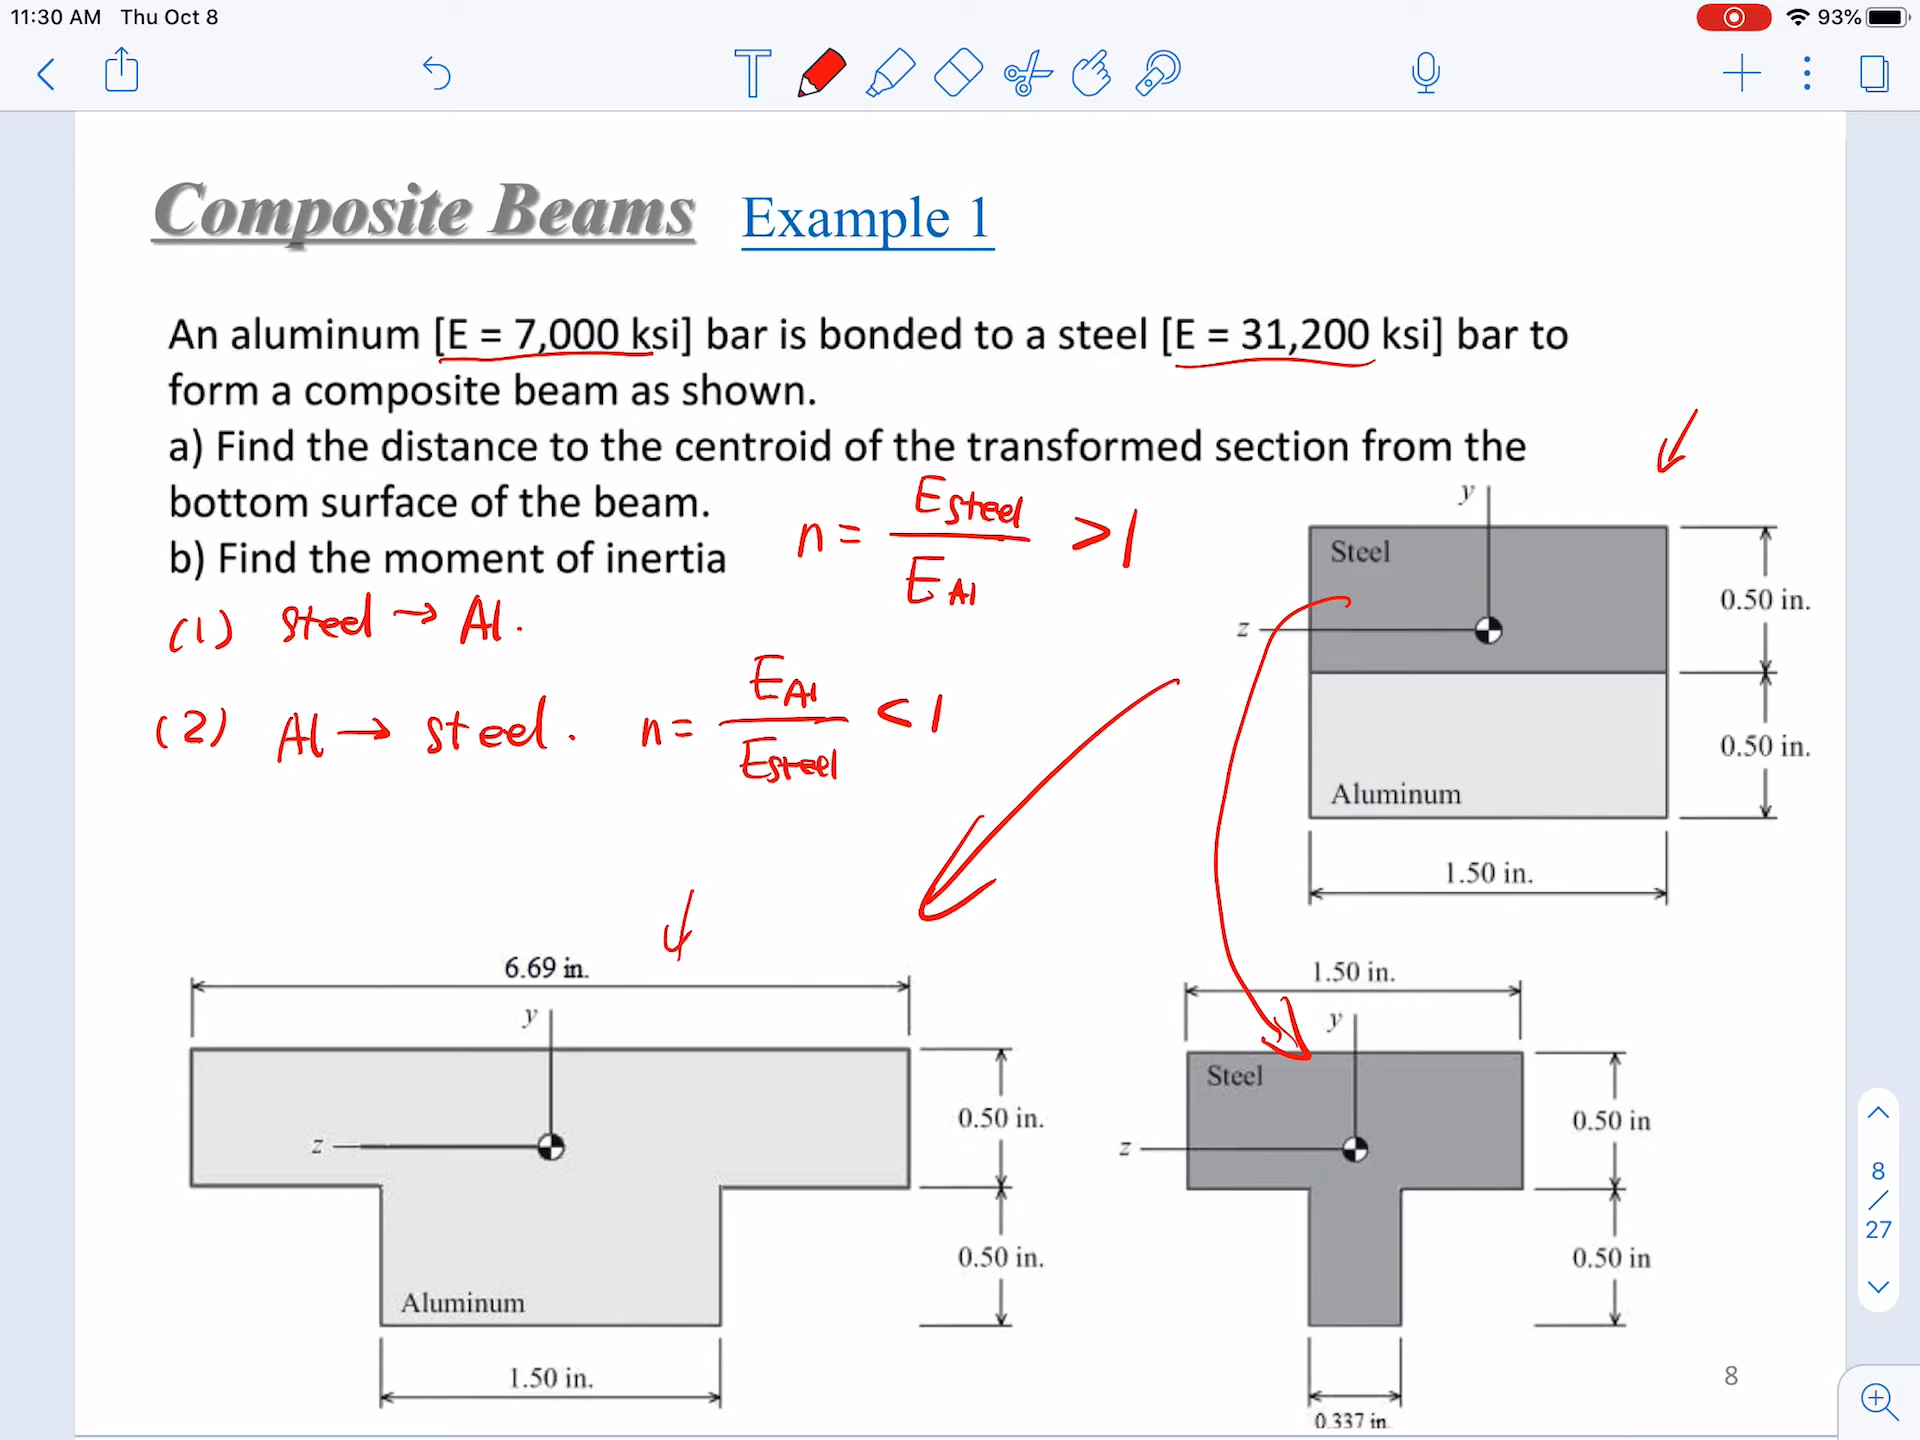 11:30 AM Thu Oct 8
93%
T
Composite Beams Example 1
An aluminum [E = 7,000 ksi] bar is bonded to a steel [E = 31,200 ksi] bar to
form a composite beam as shown.
a) Find the distance to the centroid of the transformed section from the
bottom surface of the beam.
b) Find the moment of inertia
n = Esteel / EAl > 1
(1) steel → Al.
(2) Al → steel. n = EAl / Esteel < 1
y
Steel
z
0.50 in.
0.50 in.
Aluminum
1.50 in.
6.69 in.
y
z
0.50 in.
0.50 in.
Aluminum
1.50 in.
1.50 in.
y
Steel
z
0.50 in
0.50 in
0.337 in
8
8
/
27